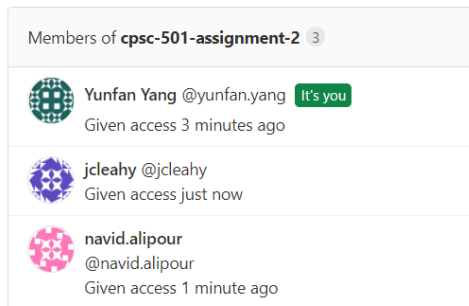 Members of cpsc-501-assignment-2 3
Yunfan Yang @yunfan.yang It's you
Given access 3 minutes ago
jcleahy @jcleahy
Given access just now
navid.alipour
@navid.alipour
Given access 1 minute ago